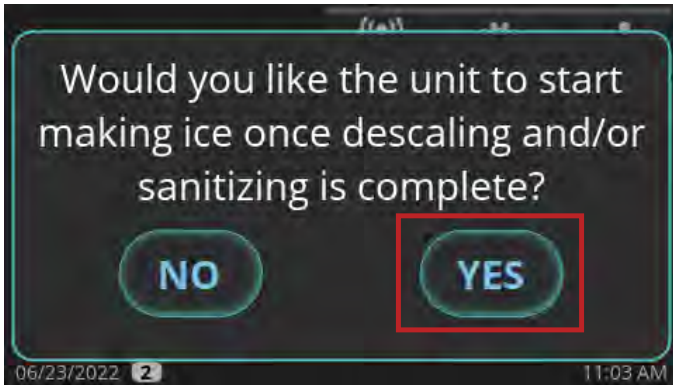 Would you like the unit to start
making ice once descaling and/or
sanitizing is complete?
NO YES
06/23/2022 2 11:03 AM